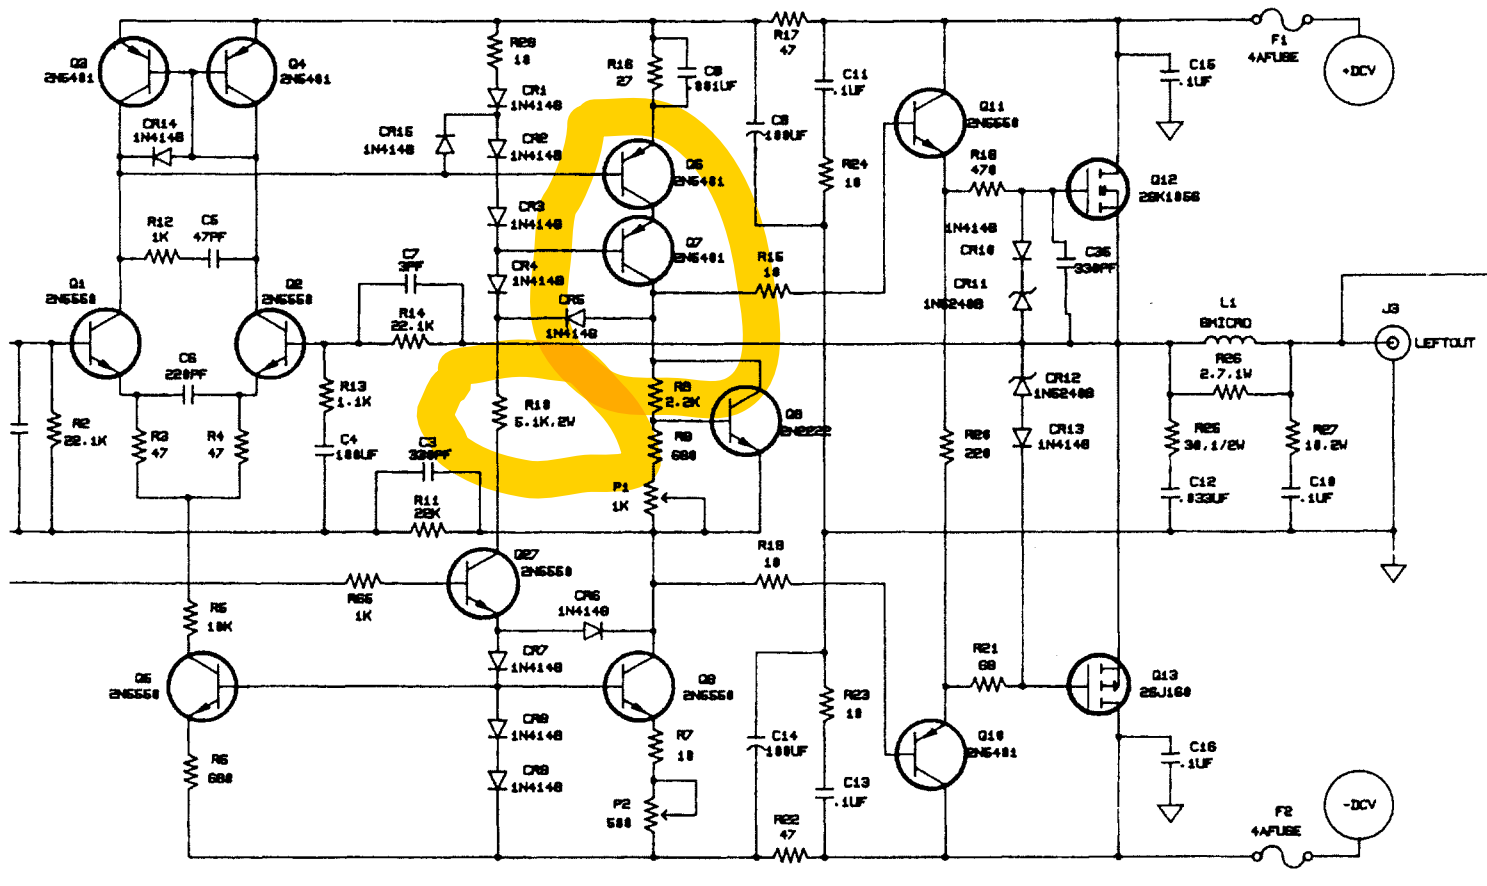 Q3
2N5401
Q4
2N5401
CR14
1N4148
R12
1K
C5
47PF
Q1
2N5550
Q2
2N5550
C6
220PF
R2
22.1K
R3
47
R4
47
R13
1.1K
C4
100UF
C7
3PF
R14
22.1K
C3
330PF
R11
22K
R5
10K
Q5
2N5550
R6
680
R65
1K
Q27
2N5550
R28
10
CR1
1N4148
CR15
1N4148
CR2
1N4148
CR3
1N4148
CR4
1N4148
CR5
1N4148
R10
5.1K,2W
CR6
1N4148
CR7
1N4148
CR8
1N4148
CR9
1N4148
R16
27
C8
.001UF
Q6
2N5401
Q7
2N5401
2.2K
R9
680
P1
1K
2N2222
2N5550
R7
10
P2
500
R17
47
C9
100UF
C11
.1UF
R24
10
R15
10
R19
10
C14
100UF
R23
10
C13
.1UF
R22
47
Q11
2N5550
R18
470
1N4148
CR10
CR11
1N5240B
C35
330PF
CR12
1N5240B
CR13
1N4148
R20
220
R21
68
Q10
2N5401
Q12
2SK1056
Q13
2SJ160
C15
.1UF
C16
.1UF
L1
8MICRO
R26
2.7,1W
R25
30,1/2W
R27
10,2W
C12
.033UF
C10
.1UF
F1
4AFUSE
+DCV
J3
LEFTOUT
F2
4AFUSE
-DCV